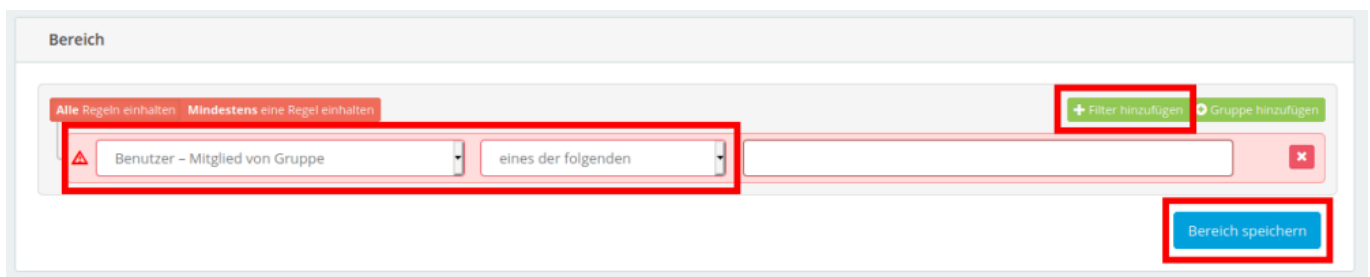 Bereich
Alle Regeln einhalten Mindestens eine Regel einhalten Filter hinzufügen Gruppe hinzufügen
Benutzer – Mitglied von Gruppe eines der folgenden
Bereich speichern